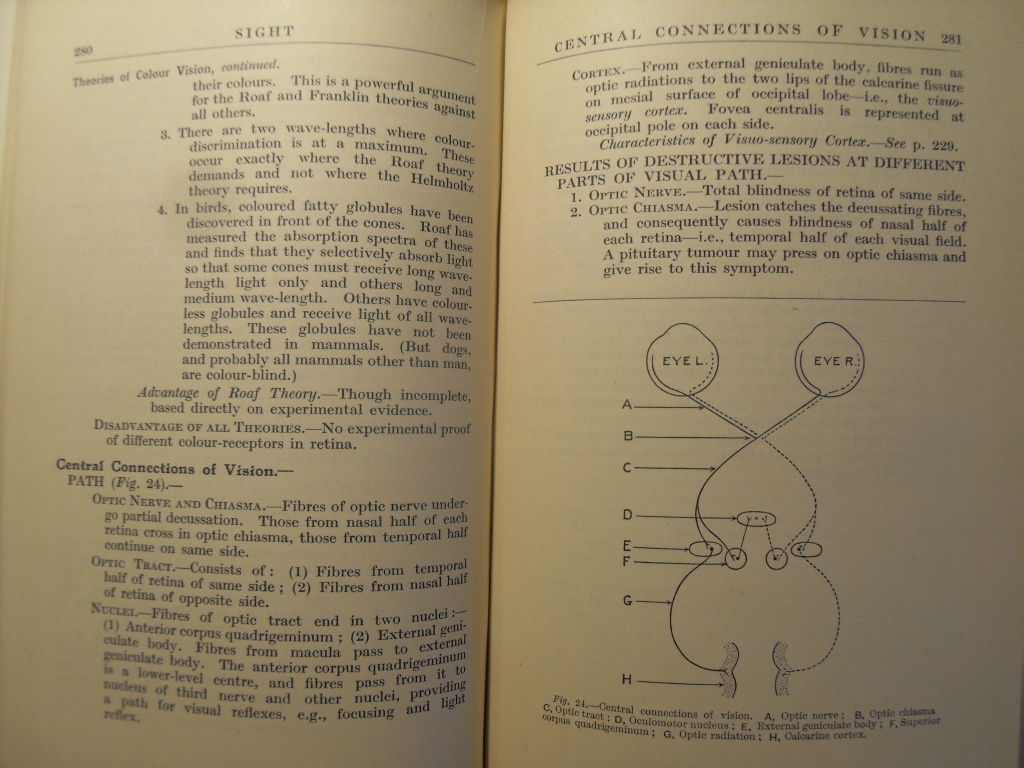 280
SIGHT
Theories of Colour Vision, continued.
their colours. This is a powerful argument
for the Roaf and Franklin theories against
all others.
3. There are two wave-lengths where colour-
discrimination is at a maximum. These
occur exactly where the Roaf theory
demands and not where the Helmholtz
theory requires.
4. In birds, coloured fatty globules have been
discovered in front of the cones. Roaf has
measured the absorption spectra of these
and finds that they selectively absorb light
so that some cones must receive long wave-
length light only and others long and
medium wave-length. Others have colour-
less globules and receive light of all wave-
lengths. These globules have not been
demonstrated in mammals. (But dogs,
and probably all mammals other than man,
are colour-blind.)
Advantage of Roaf Theory.—Though incomplete,
based directly on experimental evidence.
DISADVANTAGE OF ALL THEORIES.—No experimental proof
of different colour-receptors in retina.
Central Connections of Vision.—
PATH (Fig. 24).—
OPTIC NERVE AND CHIASMA.—Fibres of optic nerve under-
go partial decussation. Those from nasal half of each
retina cross in optic chiasma, those from temporal half
continue on same side.
OPTIC TRACT.—Consists of: (1) Fibres from temporal
half of retina of same side; (2) Fibres from nasal half
of retina of opposite side.
NUCLEI.—Fibres of optic tract end in two nuclei:—
(1) Anterior corpus quadrigeminum; (2) External geni-
culate body. Fibres from macula pass to external
geniculate body. The anterior corpus quadrigeminum
is a lower-level centre, and fibres pass from it to
nucleus of third nerve and other nuclei, providing
a path for visual reflexes, e.g., focusing and light
reflex.
CENTRAL CONNECTIONS OF VISION 281
CORTEX.—From external geniculate body, fibres run as
optic radiations to the two lips of the calcarine fissure
on mesial surface of occipital lobe—i.e., the visuo-
sensory cortex. Fovea centralis is represented at
occipital pole on each side.
Characteristics of Visuo-sensory Cortex.—See p. 229.
RESULTS OF DESTRUCTIVE LESIONS AT DIFFERENT
PARTS OF VISUAL PATH.—
1. OPTIC NERVE.—Total blindness of retina of same side.
2. OPTIC CHIASMA.—Lesion catches the decussating fibres,
and consequently causes blindness of nasal half of
each retina—i.e., temporal half of each visual field.
A pituitary tumour may press on optic chiasma and
give rise to this symptom.
EYE L.
EYE R.
A
B
C
D
E
F
G
H
Fig. 24.—Central connections of vision. A, Optic nerve; B, Optic chiasma
C, Optic tract; D, Oculomotor nucleus; E, External geniculate body; F, Superior
corpus quadrigeminum; G, Optic radiation; H, Calcarine cortex.